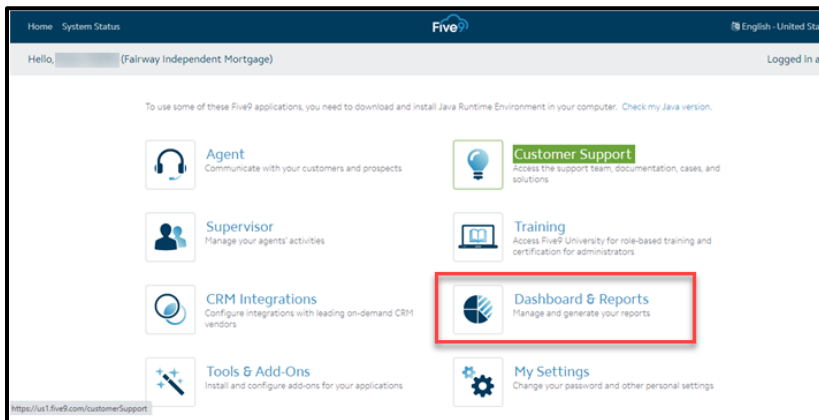 Home System Status
Five9
English - United Sta
Hello, (Fairway Independent Mortgage)
Logged in a
To use some of these Five9 applications, you need to download and install Java Runtime Environment in your computer. Check my Java version.
Agent
Communicate with your customers and prospects
Customer Support
Access the support team, documentation, cases, and
solutions
Supervisor
Manage your agents' activities
Training
Access Five9 University for role-based training and
certification for administrators
CRM Integrations
Configure integrations with leading on-demand CRM
vendors
Dashboard & Reports
Manage and generate your reports
Tools & Add-Ons
Install and configure add-ons for your applications
My Settings
Change your password and other personal settings
https://us1.five9.com/customerSupport